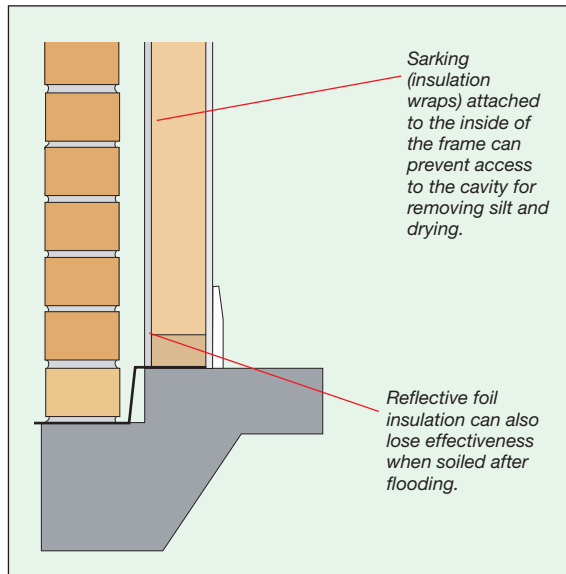 Sarking
(insulation
wraps) attached
to the inside of
the frame can
prevent access
to the cavity for
removing silt and
drying.
Reflective foil
insulation can also
lose effectiveness
when soiled after
flooding.